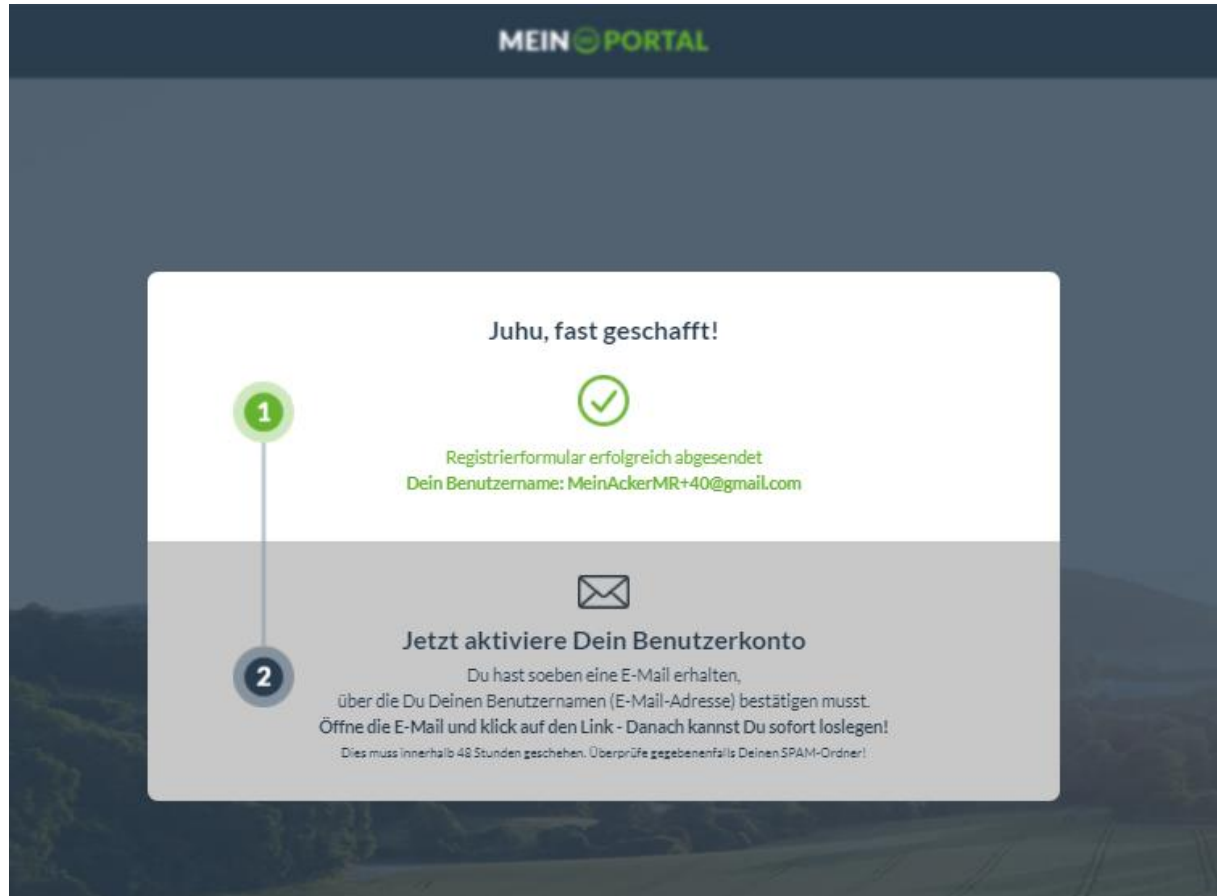 MEIN PORTAL
Juhu, fast geschafft!
1
Registrierformular erfolgreich abgesendet
Dein Benutzername: MeinAckerMR+40@gmail.com
Jetzt aktiviere Dein Benutzerkonto
2
Du hast soeben eine E-Mail erhalten,
über die Du Deinen Benutzernamen (E-Mail-Adresse) bestätigen musst.
Öffne die E-Mail und klick auf den Link - Danach kannst Du sofort loslegen!
Dies muss innerhalb 48 Stunden geschehen. Überprüfe gegebenenfalls Deinen SPAM-Ordner!